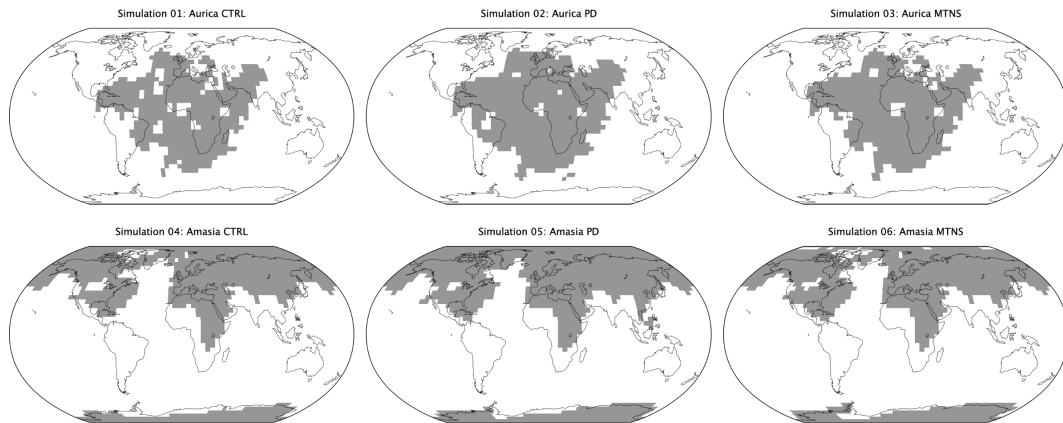 Simulation 01: Aurica CTRL
Simulation 02: Aurica PD
Simulation 03: Aurica MTNS
Simulation 04: Amasia CTRL
Simulation 05: Amasia PD
Simulation 06: Amasia MTNS